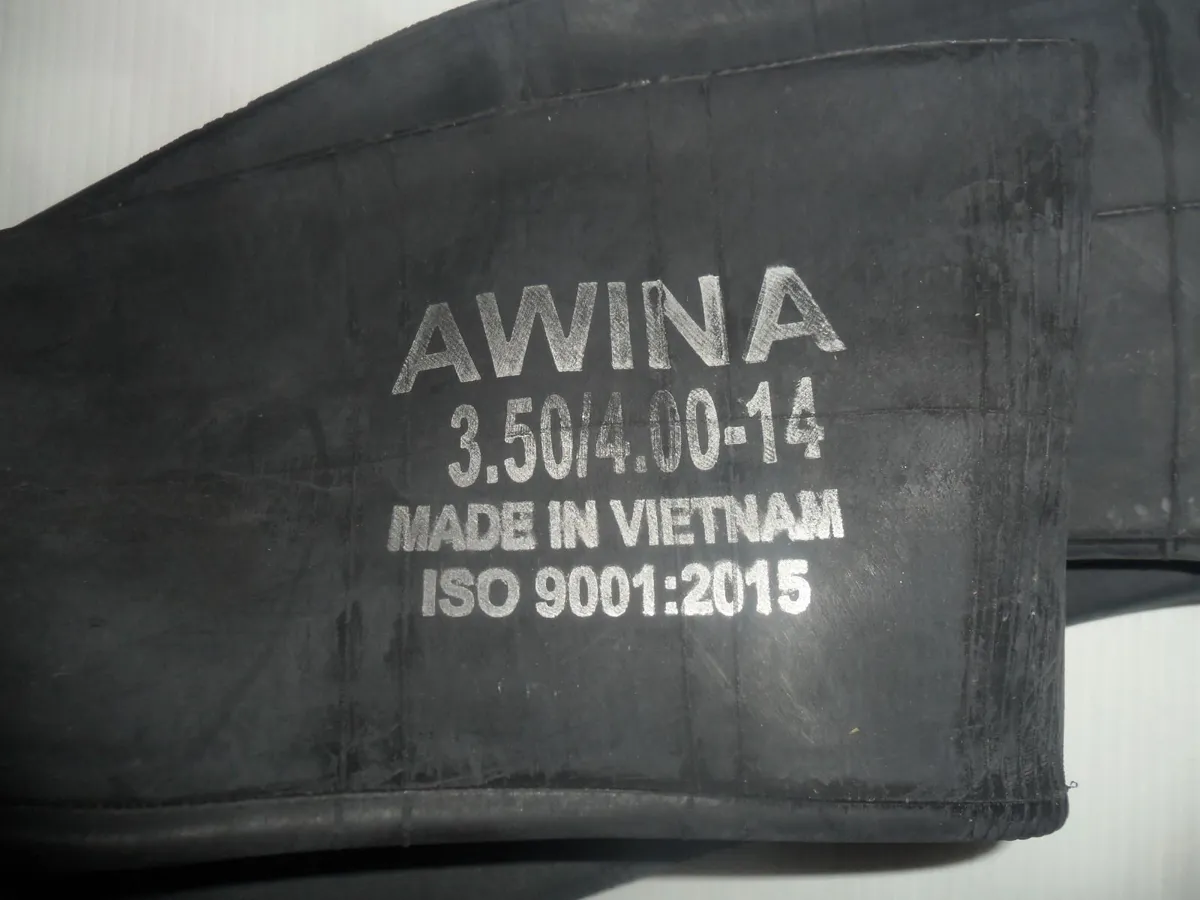 AWINA
3.50/4.00-14
MADE IN VIETNAM
ISO 9001:2015